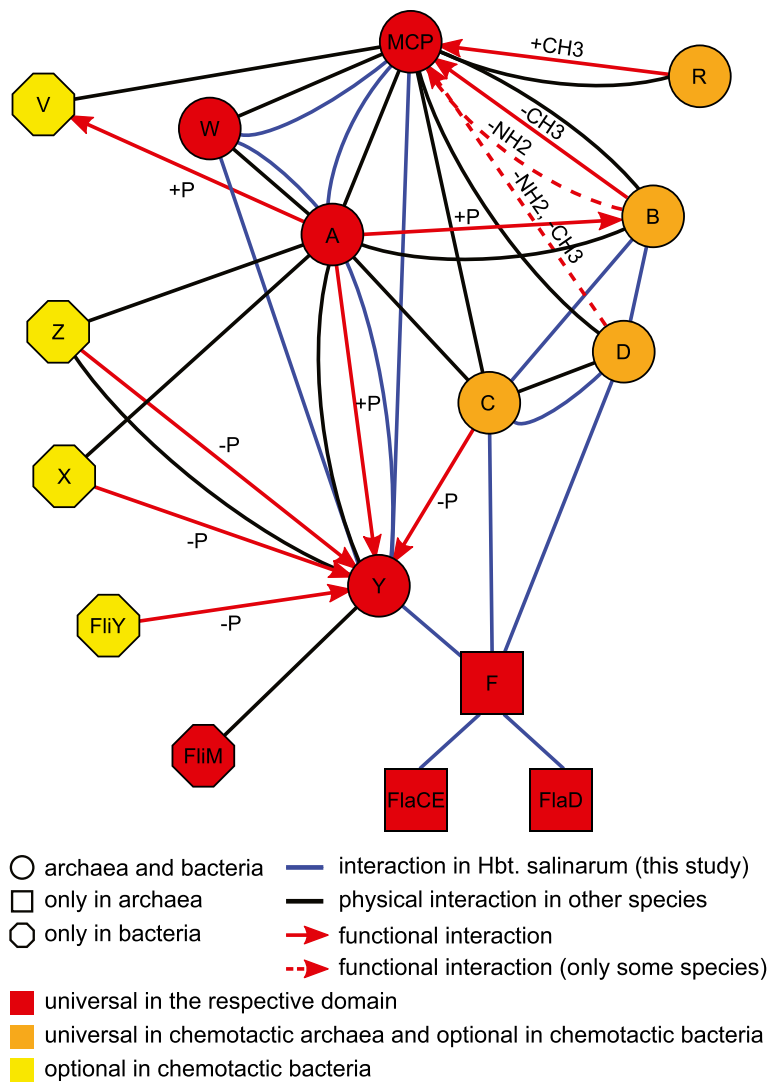 MCP
+CH3
R
V
W
-CH3
-NH2
+P
-NH2, -CH3
+P
B
A
Z
D
+P
C
-P
X
-P
-P
Y
FliY
-P
F
FliM
FlaCE
FlaD
archaea and bacteria
only in archaea
only in bacteria
interaction in Hbt. salinarum (this study)
physical interaction in other species
functional interaction
functional interaction (only some species)
universal in the respective domain
universal in chemotactic archaea and optional in chemotactic bacteria
optional in chemotactic bacteria